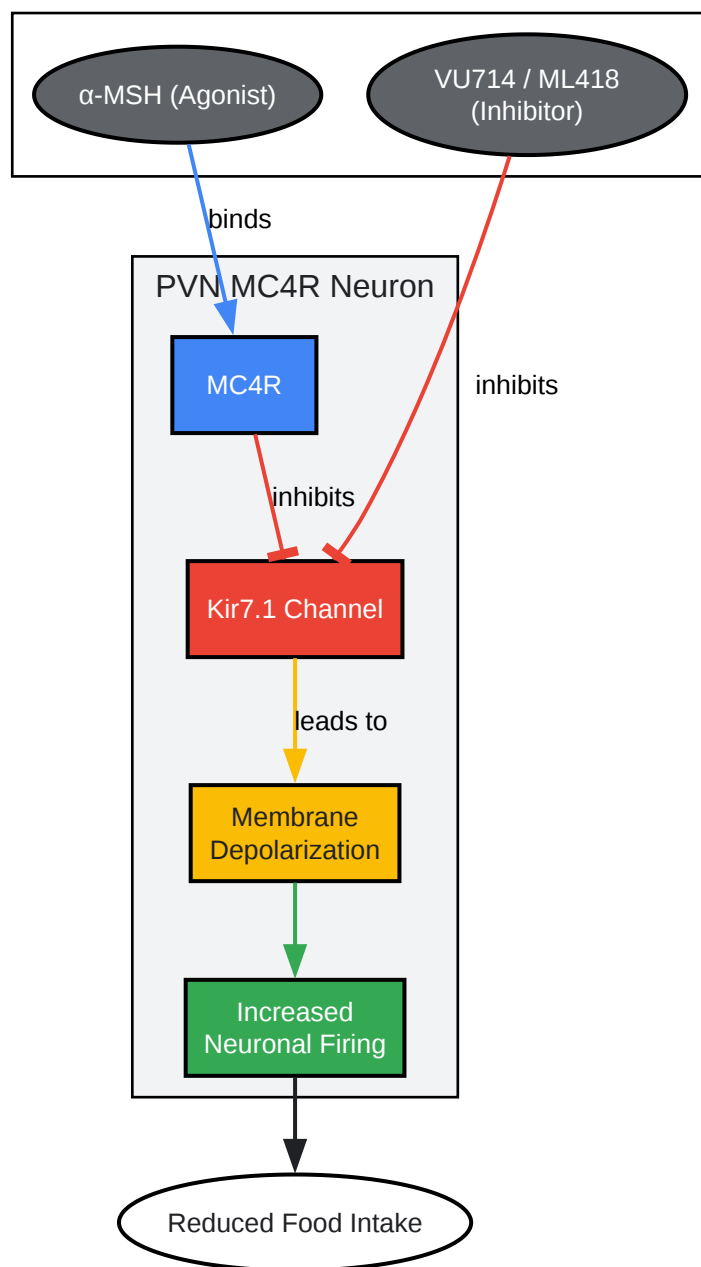 α-MSH (Agonist)
VU714 / ML418
(Inhibitor)
binds
PVN MC4R Neuron
MC4R
inhibits
inhibits
Kir7.1 Channel
leads to
Membrane
Depolarization
Increased
Neuronal Firing
Reduced Food Intake